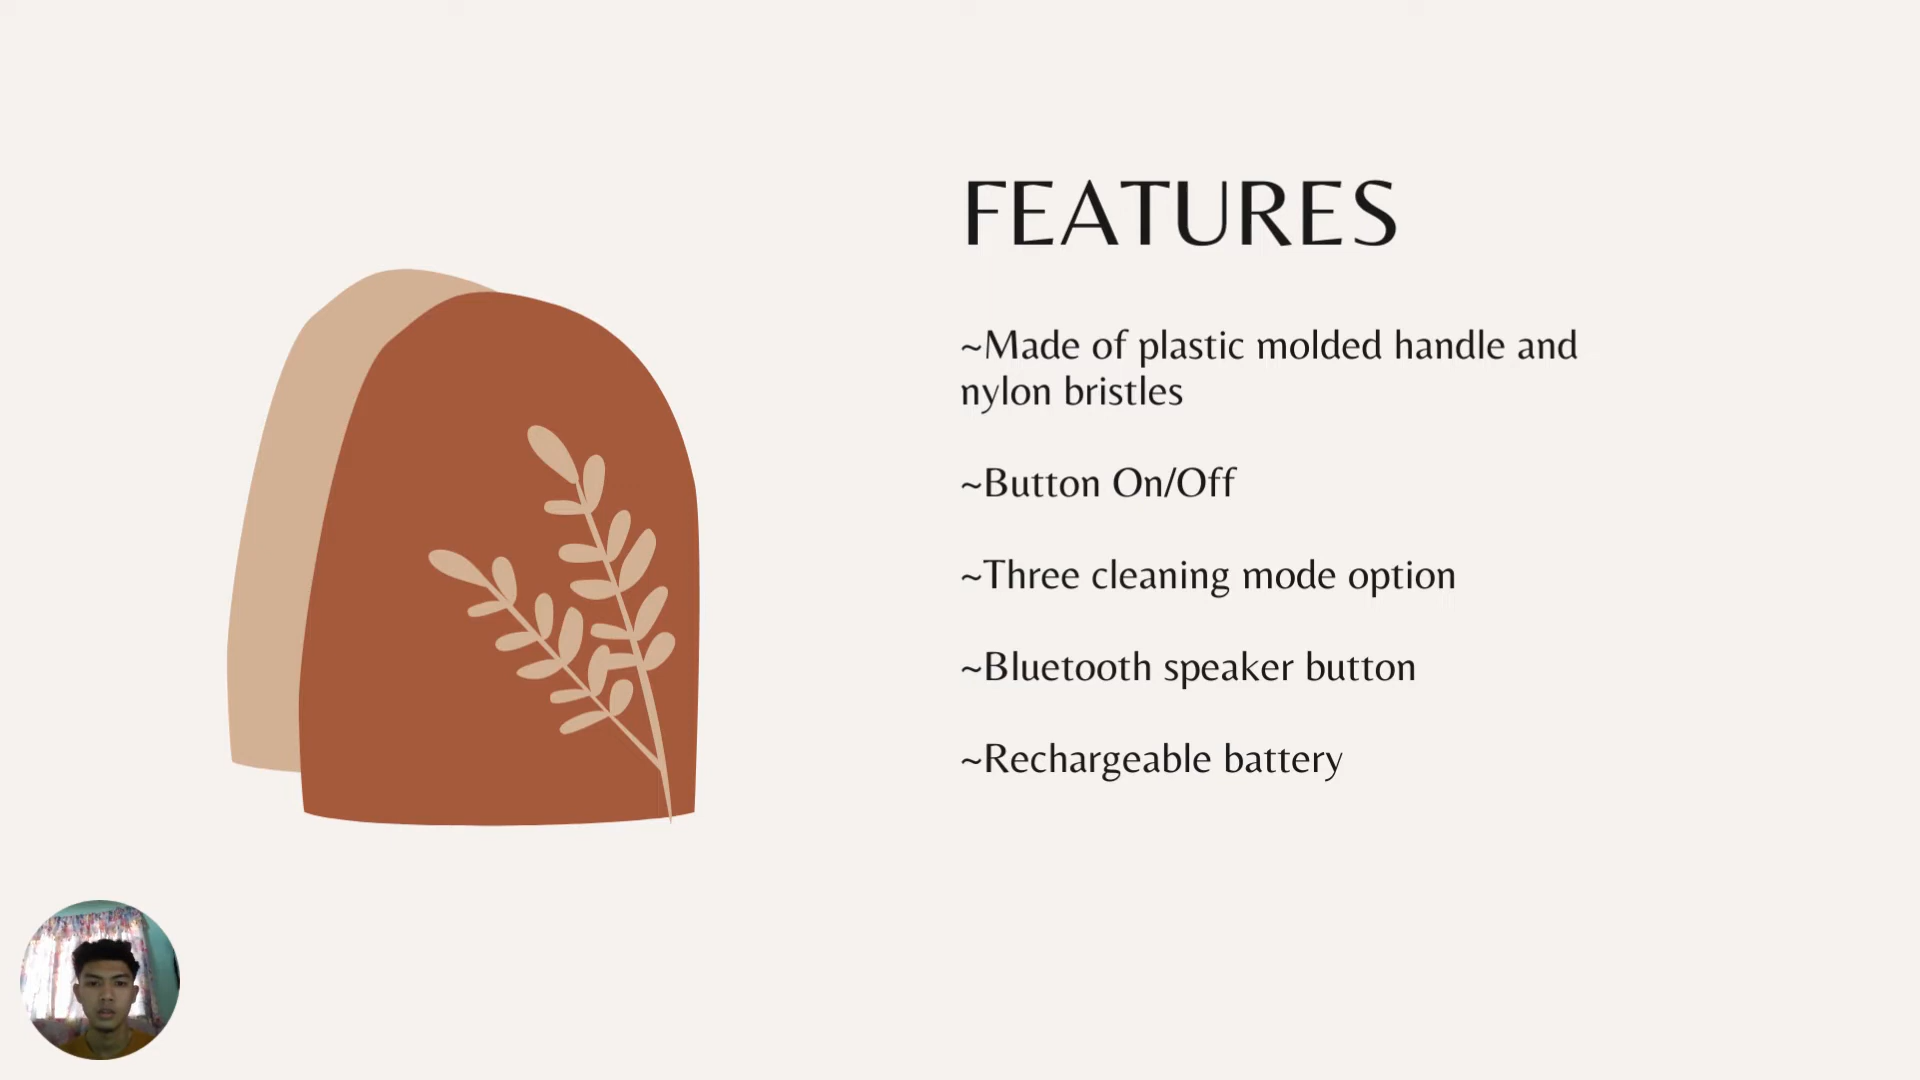 FEATURES
~Made of plastic molded handle and
nylon bristles
~Button On/Off
~Three cleaning mode option
~Bluetooth speaker button
~Rechargeable battery